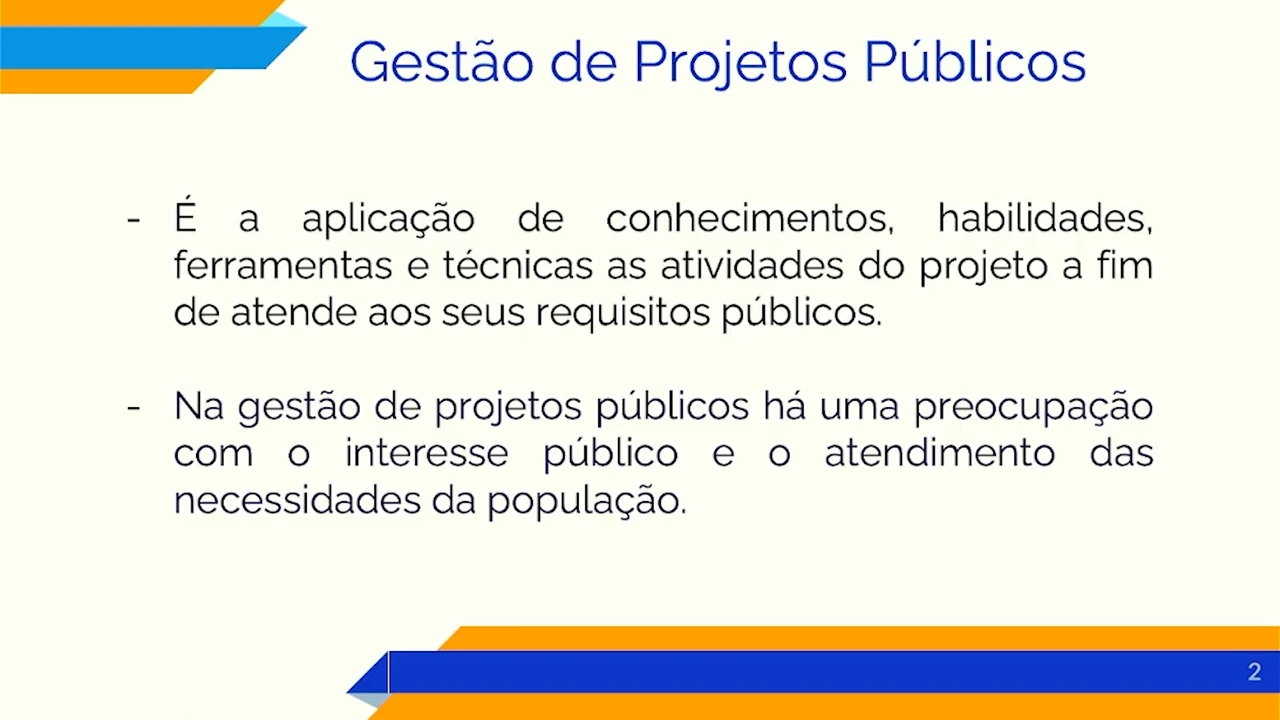 Gestão de Projetos Públicos
- É a aplicação de conhecimentos, habilidades,
ferramentas e técnicas as atividades do projeto a fim
de atende aos seus requisitos públicos.
- Na gestão de projetos públicos há uma preocupação
com o interesse público e o atendimento das
necessidades da população.
2